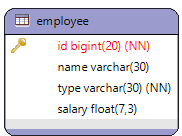 employee
id bigint(20) (NN)
name varchar(30)
type varchar(30) (NN)
salary float(7,3)